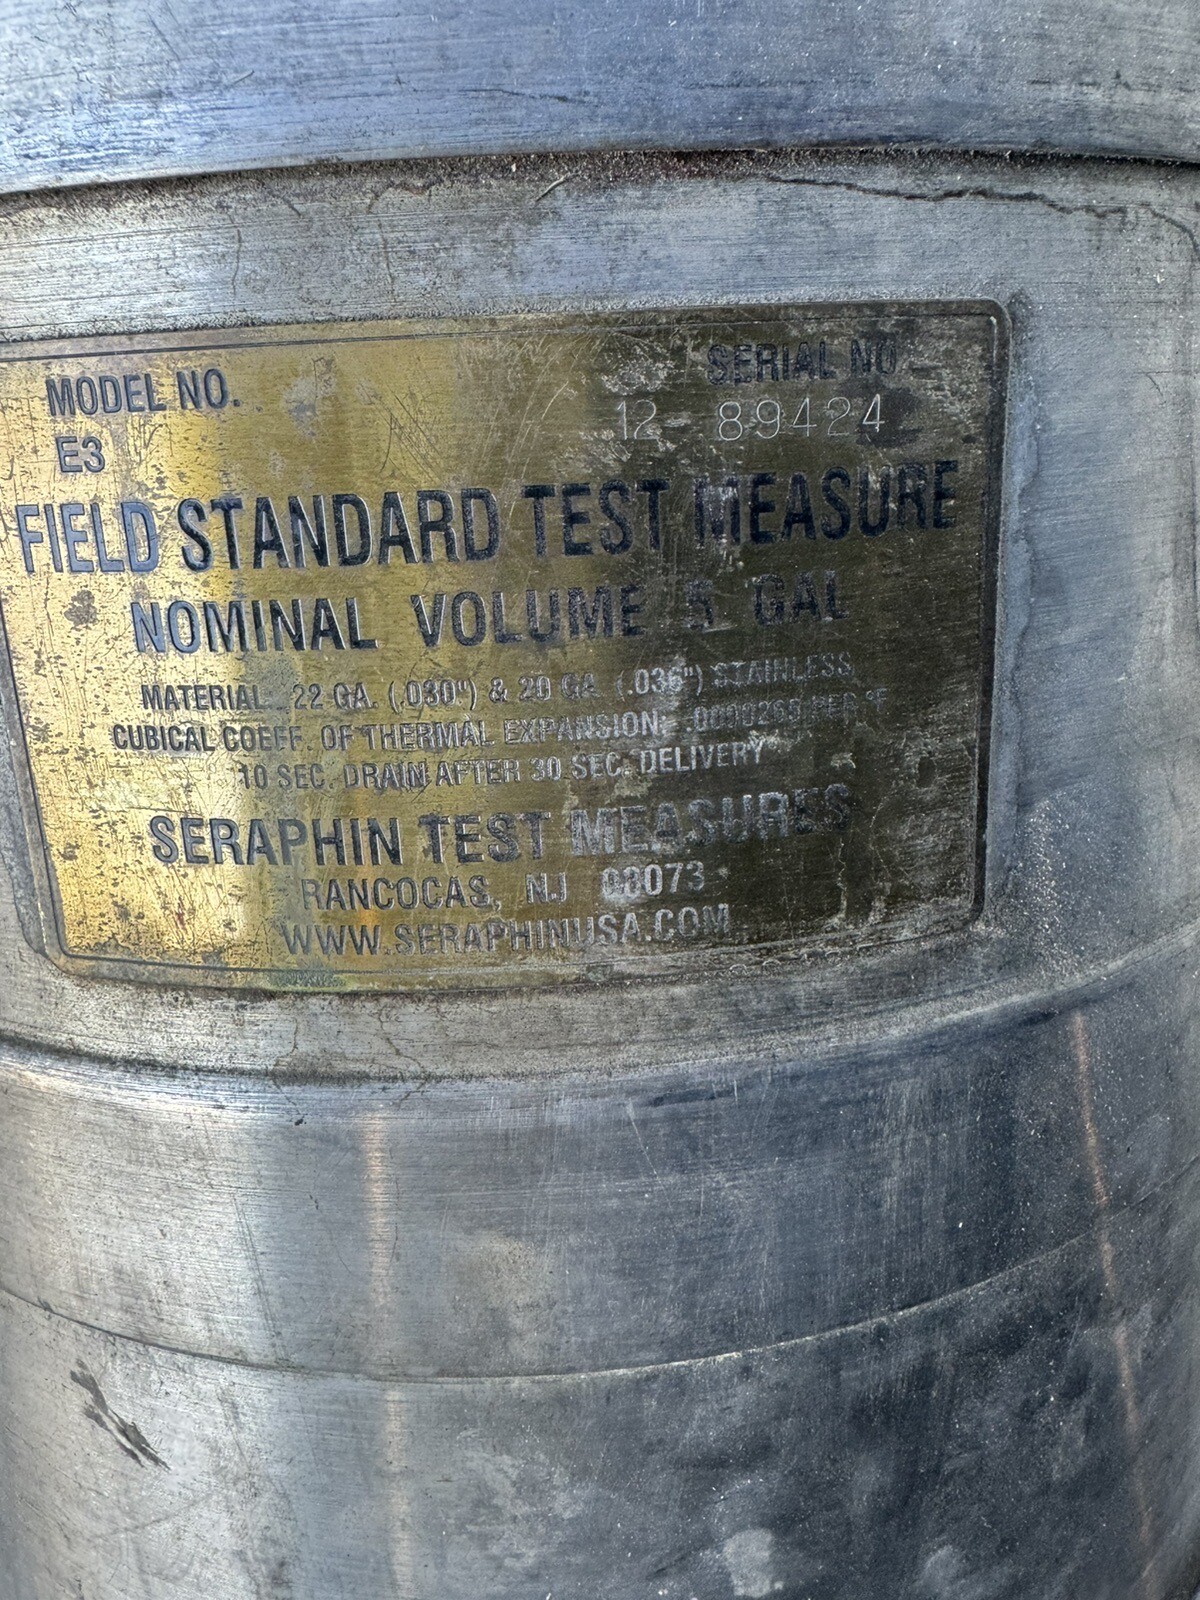 MODEL NO. SERIAL NO.
E3 12- 89424
FIELD STANDARD TEST MEASURE
NOMINAL VOLUME 5 GAL
MATERIAL 22 GA. (.030") & 20 GA. (.036") STAINLESS
CUBICAL COEFF. OF THERMAL EXPANSION: .0000265 PER °F
10 SEC. DRAIN AFTER 30 SEC. DELIVERY
SERAPHIN TEST MEASURES
RANCOCAS, NJ 08073
WWW.SERAPHINUSA.COM